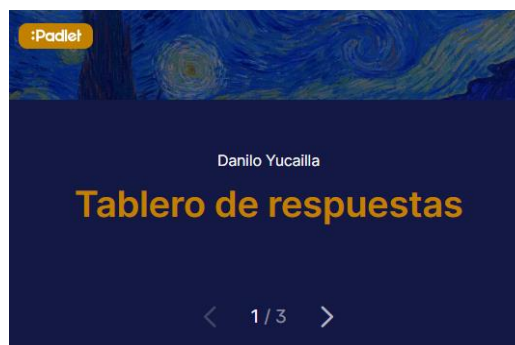 :Padlet
Danilo Yucailla
Tablero de respuestas
1 / 3